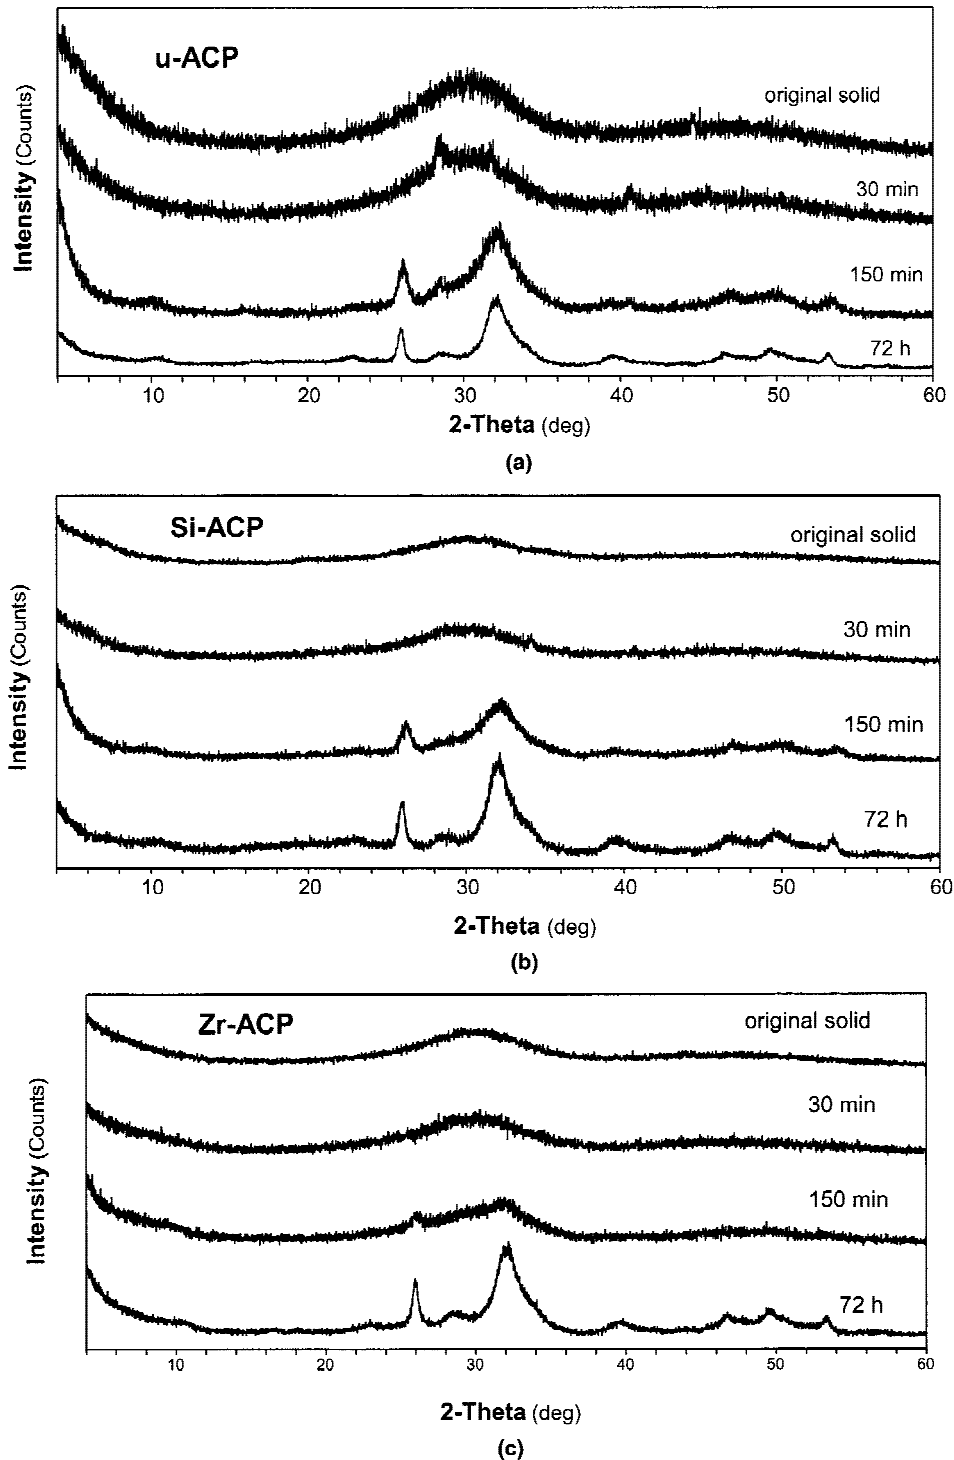 u-ACP
original solid
30 min
150 min
72 h
Intensity (Counts)
10 20 30 40 50 60
2-Theta (deg)
(a)
Si-ACP
original solid
30 min
150 min
72 h
Intensity (Counts)
10 20 30 40 50 60
2-Theta (deg)
(b)
Zr-ACP
original solid
30 min
150 min
72 h
Intensity (Counts)
10 20 30 40 50 60
2-Theta (deg)
(c)